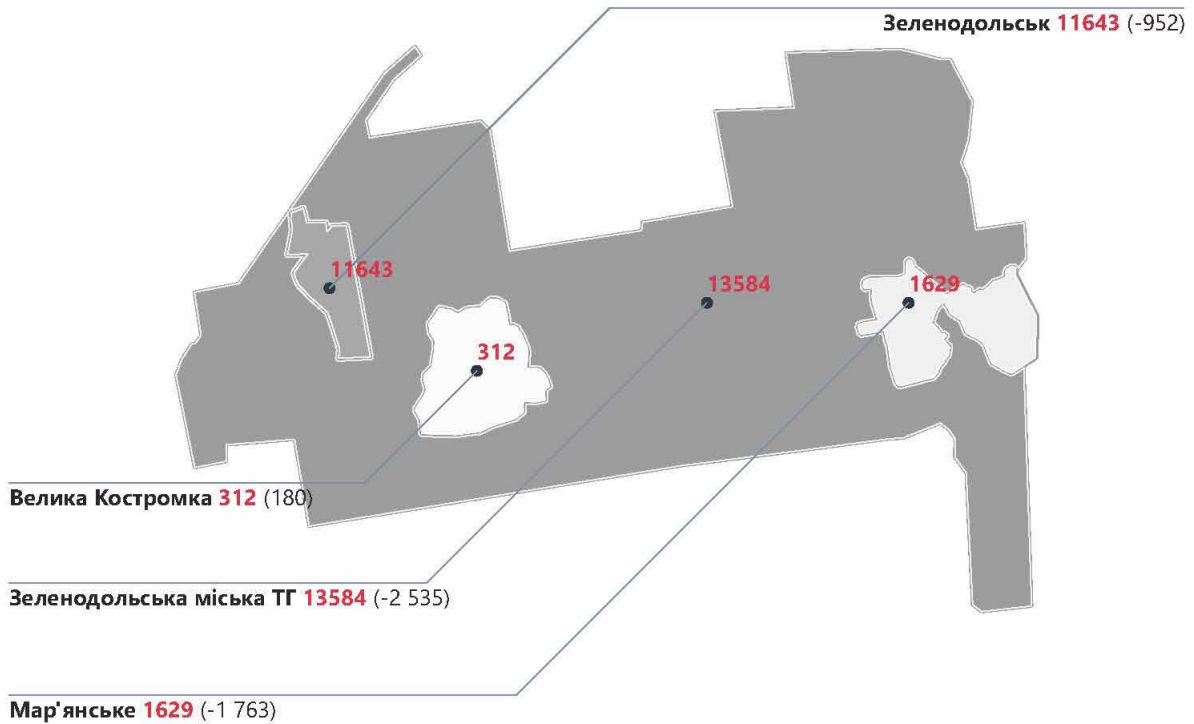 Зеленодольськ 11643 (-952)
11643
13584
1629
312
Велика Костромка 312 (180)
Зеленодольська міська ТГ 13584 (-2 535)
Мар'янське 1629 (-1 763)